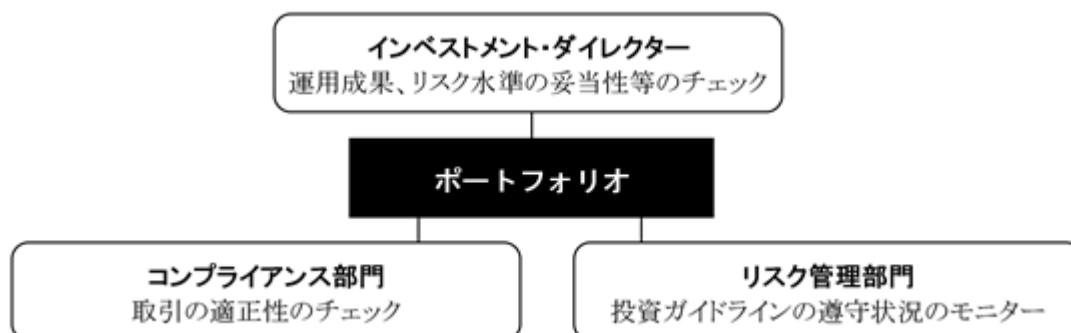 インベストメント・ダイレクター
運用成果、リスク水準の妥当性等のチェック
ポートフォリオ
コンプライアンス部門
取引の適正性のチェック
リスク管理部門
投資ガイドラインの遵守状況のモニター